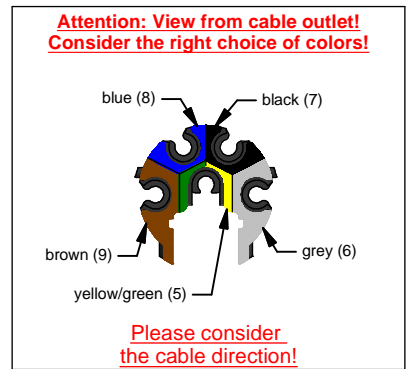 Attention: View from cable outlet!
Consider the right choice of colors!
blue (8)
black (7)
brown (9)
grey (6)
yellow/green (5)
Please consider
the cable direction!